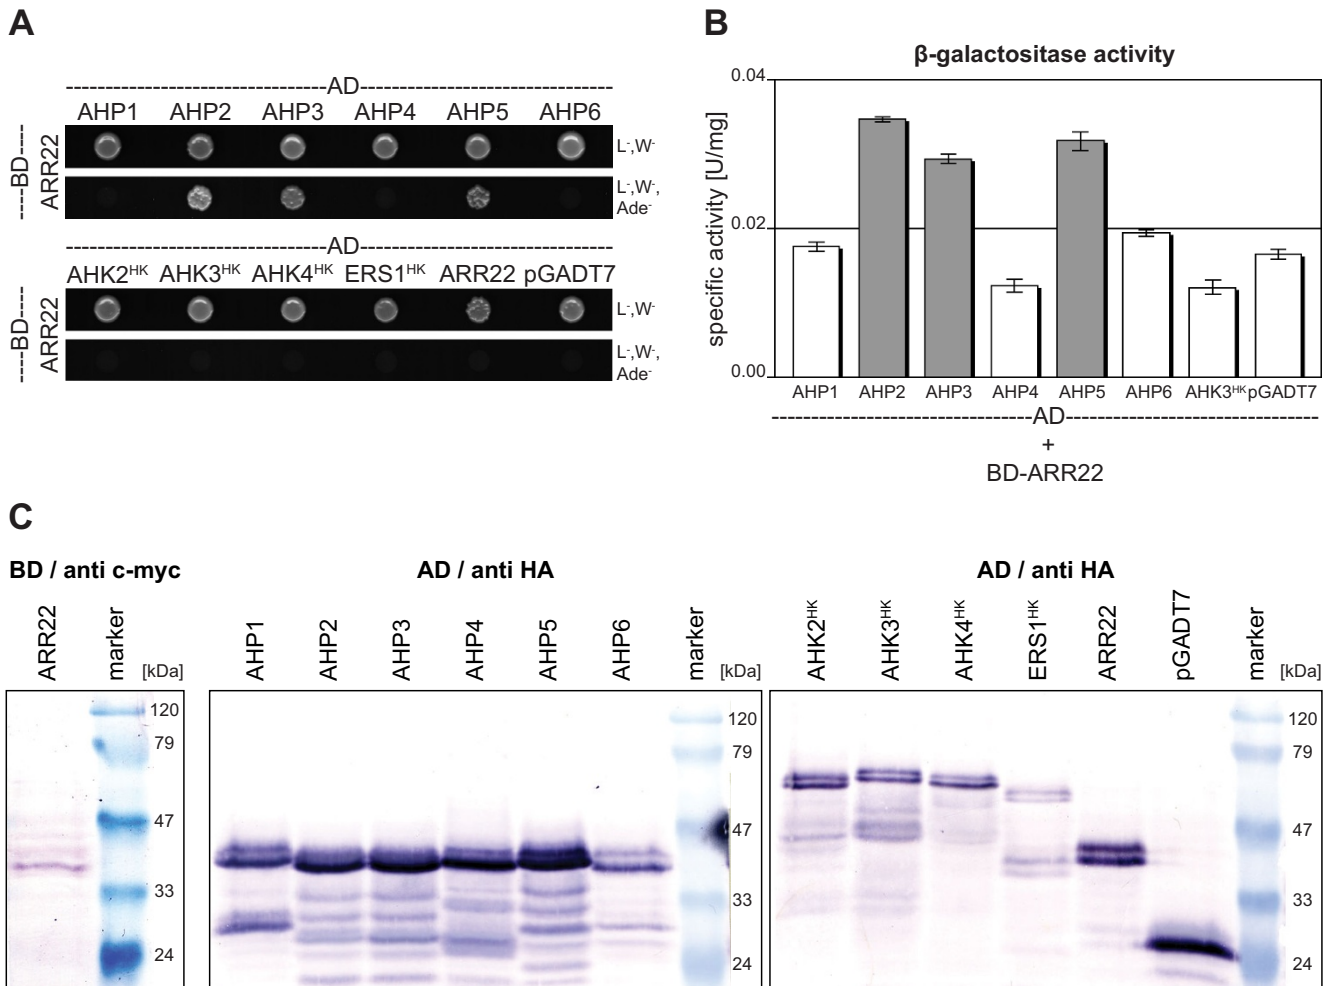 A
---------------------------------AD---------------------------------
AHP1 AHP2 AHP3 AHP4 AHP5 AHP6
----BD----
ARR22
L⁻,W⁻
L⁻,W⁻,
Ade⁻
---------------------------------AD---------------------------------
AHK2ᴴᴷ AHK3ᴴᴷ AHK4ᴴᴷ ERS1ᴴᴷ ARR22 pGADT7
----BD----
ARR22
L⁻,W⁻
L⁻,W⁻,
Ade⁻
B
β-galactositase activity
specific activity [U/mg]
0.04
0.02
0.00
AHP1 AHP2 AHP3 AHP4 AHP5 AHP6 AHK3ᴴᴷ pGADT7
---------------------------------AD---------------------------------
+
BD-ARR22
C
BD / anti c-myc
ARR22 marker [kDa]
120
79
47
33
24
AD / anti HA
AHP1 AHP2 AHP3 AHP4 AHP5 AHP6 marker [kDa]
120
79
47
33
24
AD / anti HA
AHK2ᴴᴷ AHK3ᴴᴷ AHK4ᴴᴷ ERS1ᴴᴷ ARR22 pGADT7 marker [kDa]
120
79
47
33
24